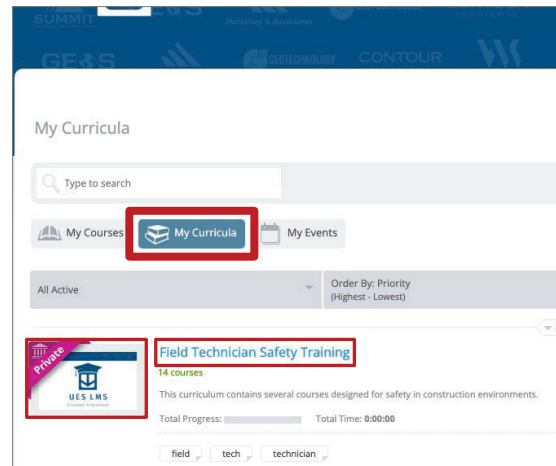 SUMMIT
McGinley & Associates
GE&S
GEOTECHNOLOGY
CONTOUR
My Curricula
Type to search
My Courses
My Curricula
My Events
All Active
Order By: Priority
(Highest - Lowest)
Private
UES LMS
Field Technician Safety Training
14 courses
This curriculum contains several courses designed for safety in construction environments.
Total Progress:
Total Time: 0:00:00
field
tech
technician